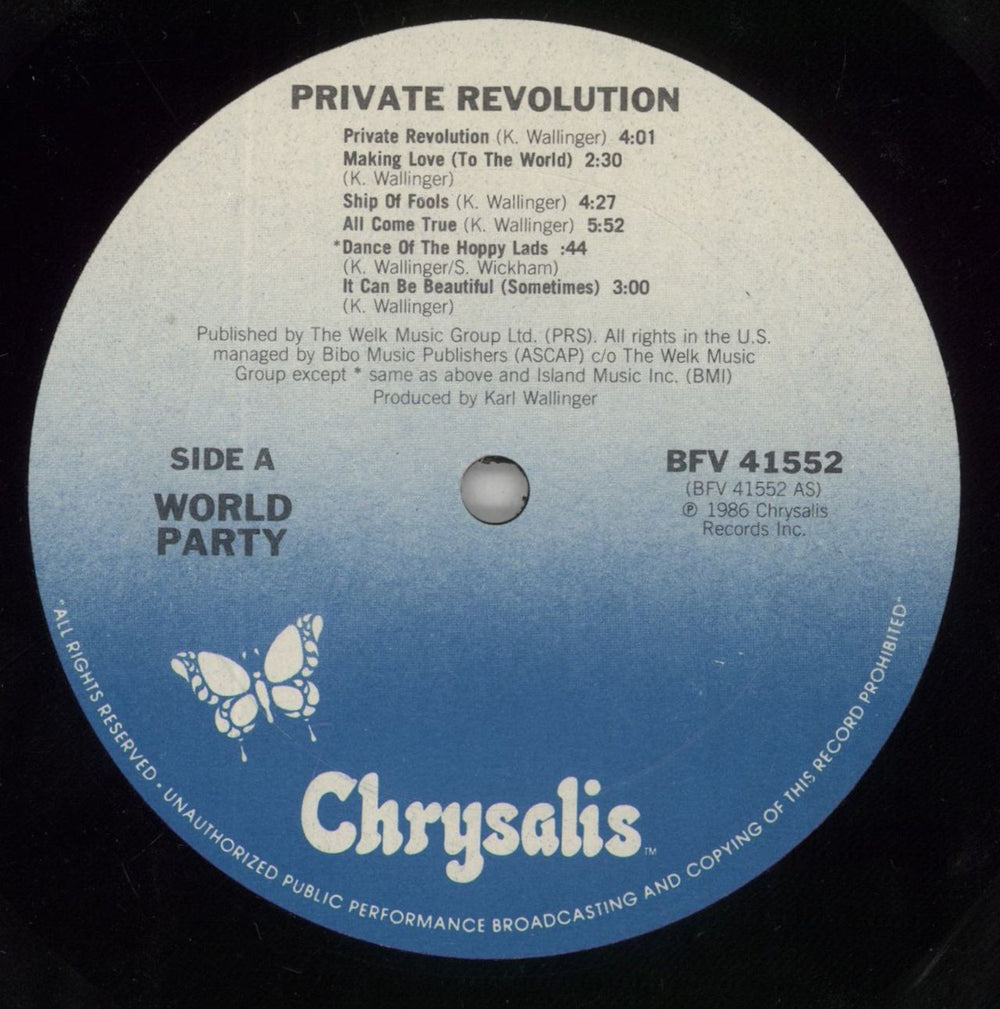 PRIVATE REVOLUTION
Private Revolution (K. Wallinger) 4:01
Making Love (To The World) 2:30
(K. Wallinger)
Ship Of Fools (K. Wallinger) 4:27
All Come True (K. Wallinger) 5:52
*Dance Of The Hoppy Lads :44
(K. Wallinger/S. Wickham)
It Can Be Beautiful (Sometimes) 3:00
(K. Wallinger)
Published by The Welk Music Group Ltd. (PRS). All rights in the U.S.
managed by Bibo Music Publishers (ASCAP) c/o The Welk Music
Group except * same as above and Island Music Inc. (BMI)
Produced by Karl Wallinger
SIDE A
WORLD
PARTY
BFV 41552
(BFV 41552 AS)
℗ 1986 Chrysalis
Records Inc.
Chrysalis™
"ALL RIGHTS RESERVED · UNAUTHORIZED PUBLIC PERFORMANCE BROADCASTING AND COPYING OF THIS RECORD PROHIBITED"